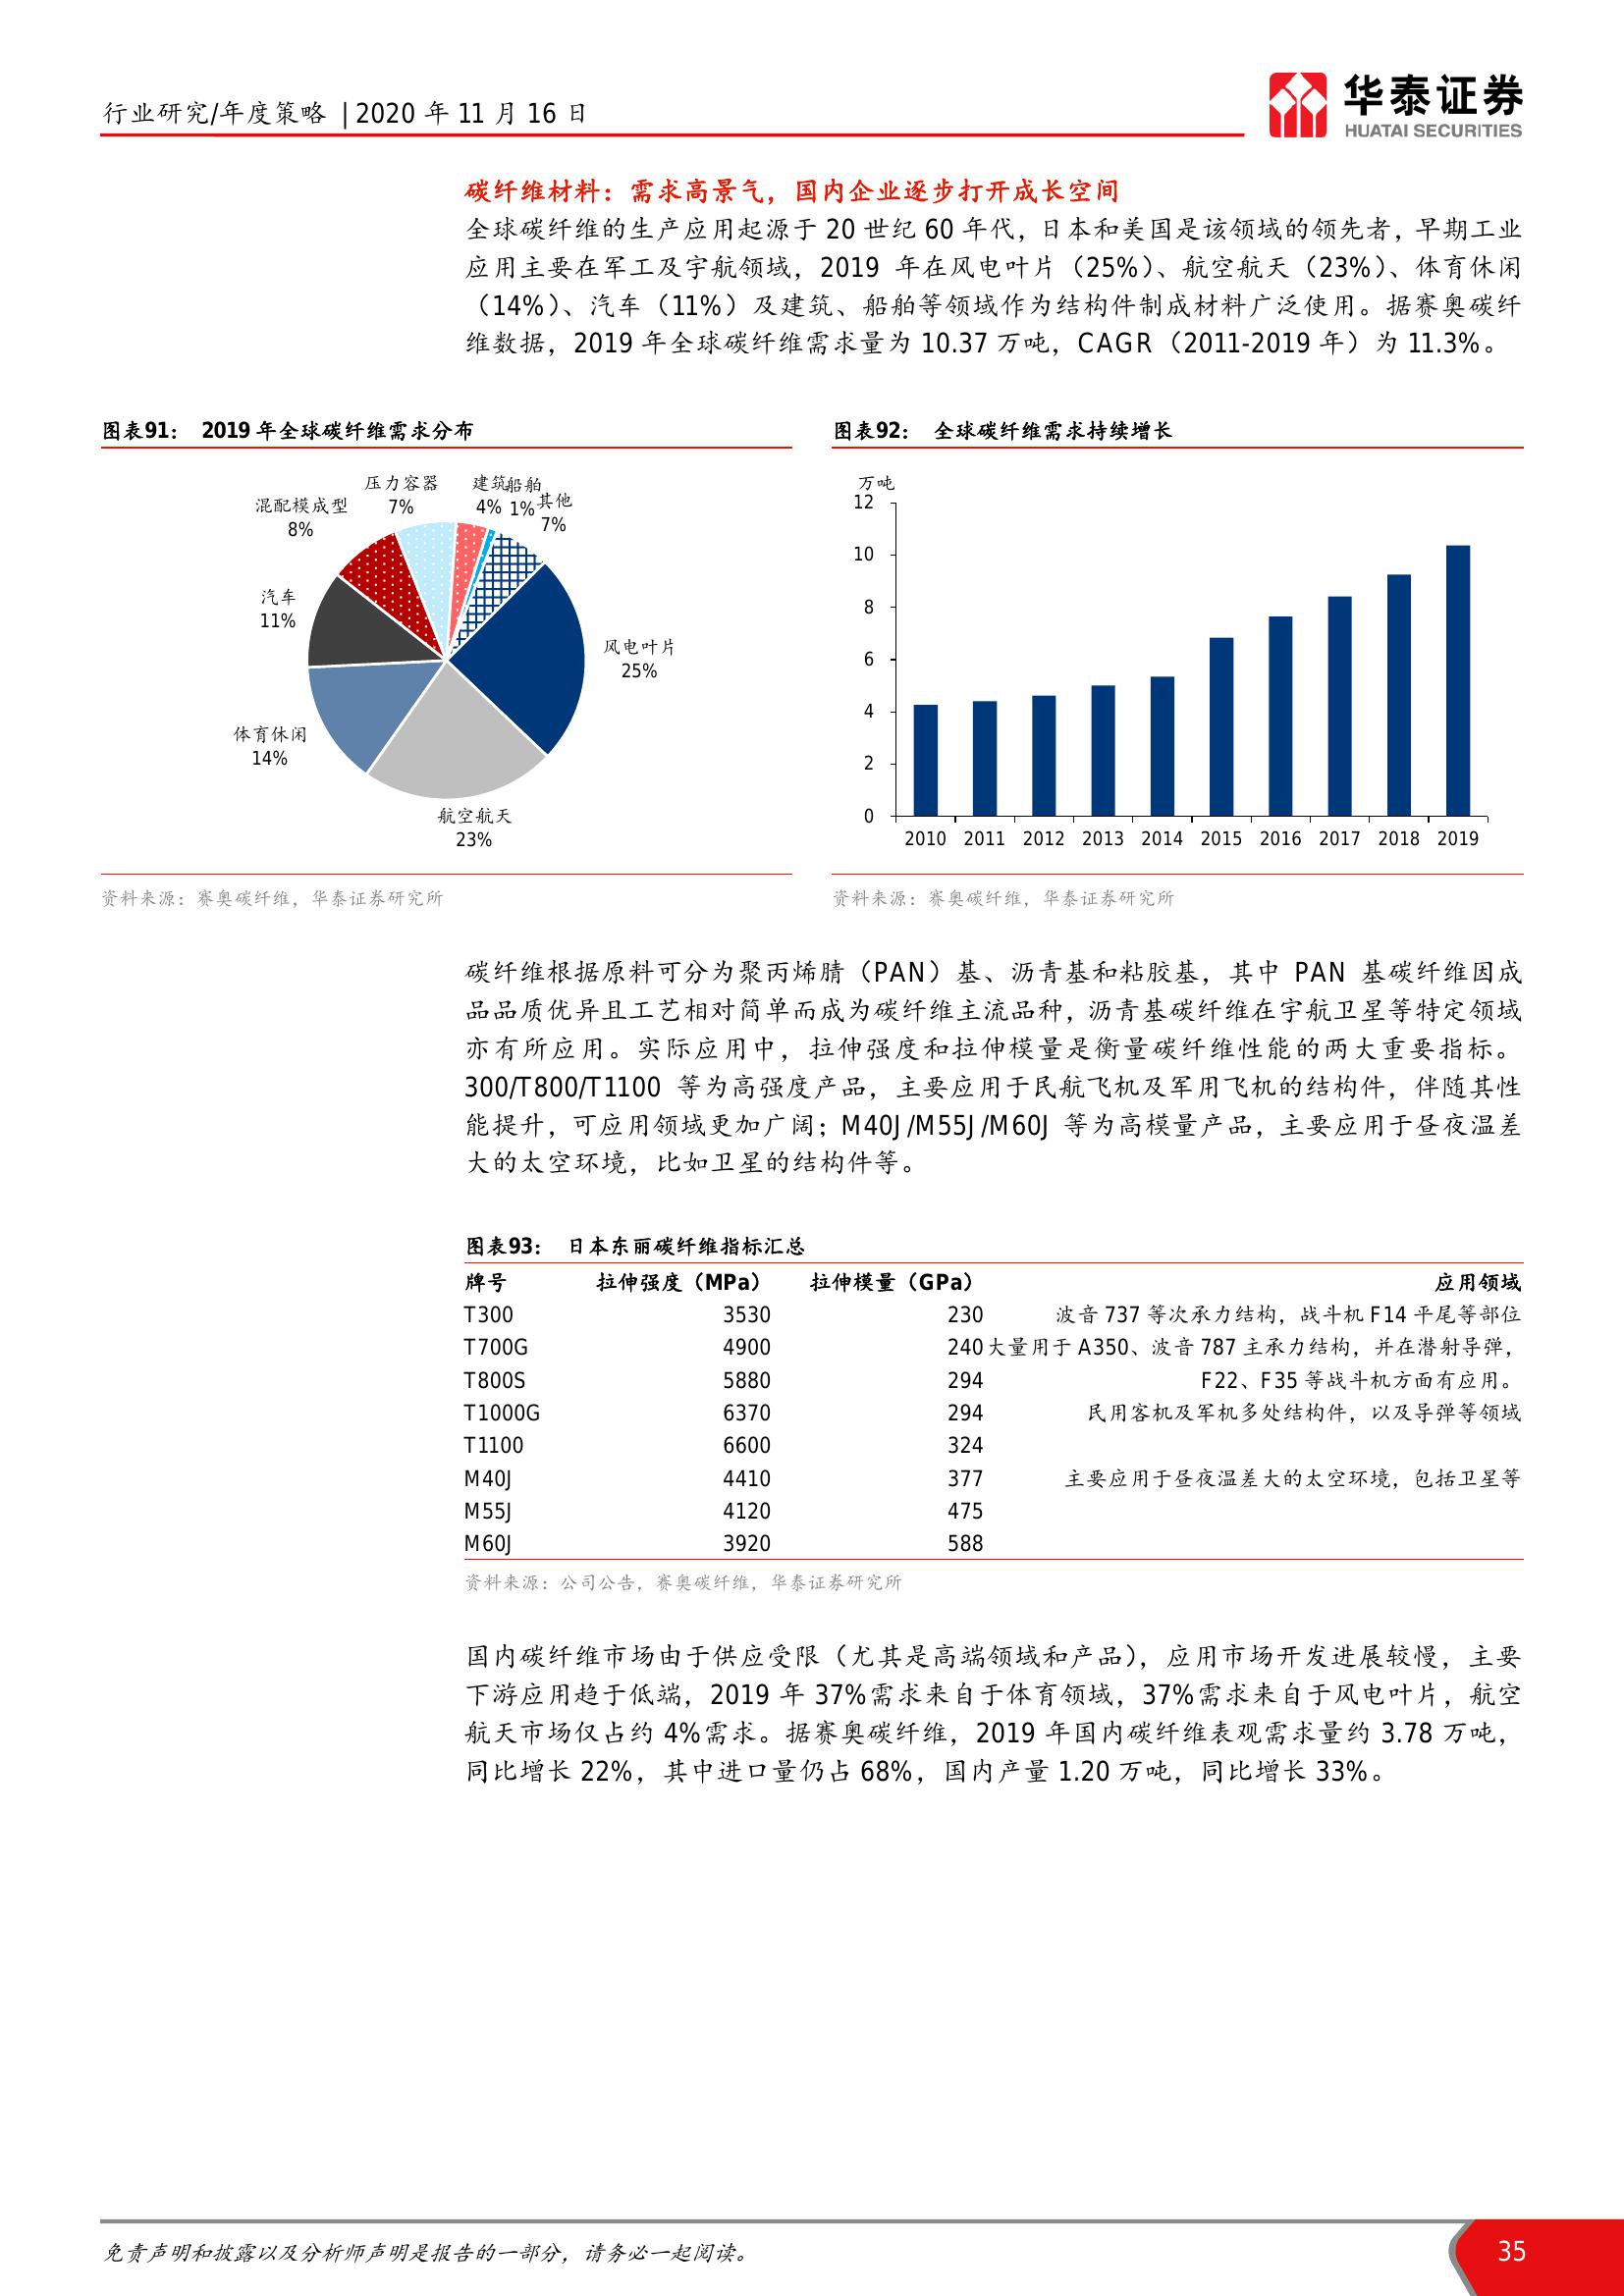 行业研究/年度策略 | 2020 年 11 月 16 日
华泰证券
HUATAI SECURITIES
碳纤维材料：需求高景气，国内企业逐步打开成长空间
全球碳纤维的生产应用起源于 20 世纪 60 年代，日本和美国是该领域的领先者，早期工业
应用主要在军工及宇航领域，2019 年在风电叶片（25%）、航空航天（23%）、体育休闲
（14%）、汽车（11%）及建筑、船舶等领域作为结构件制成材料广泛使用。据赛奥碳纤
维数据，2019 年全球碳纤维需求量为 10.37 万吨，CAGR（2011-2019 年）为 11.3%。
图表91： 2019 年全球碳纤维需求分布
压力容器
7%
建筑
4%
船舶
1%
其他
7%
混配模成型
8%
汽车
11%
风电叶片
25%
体育休闲
14%
航空航天
23%
资料来源：赛奥碳纤维，华泰证券研究所
图表92： 全球碳纤维需求持续增长
万吨
12
10
8
6
4
2
0
2010 2011 2012 2013 2014 2015 2016 2017 2018 2019
资料来源：赛奥碳纤维，华泰证券研究所
碳纤维根据原料可分为聚丙烯腈（PAN）基、沥青基和粘胶基，其中 PAN 基碳纤维因成
品品质优异且工艺相对简单而成为碳纤维主流品种，沥青基碳纤维在宇航卫星等特定领域
亦有所应用。实际应用中，拉伸强度和拉伸模量是衡量碳纤维性能的两大重要指标。
300/T800/T1100 等为高强度产品，主要应用于民航飞机及军用飞机的结构件，伴随其性
能提升，可应用领域更加广阔；M40J/M55J/M60J 等为高模量产品，主要应用于昼夜温差
大的太空环境，比如卫星的结构件等。
图表93： 日本东丽碳纤维指标汇总
牌号 拉伸强度（MPa） 拉伸模量（GPa） 应用领域
T300 3530 230 波音 737 等次承力结构，战斗机 F14 平尾等部位
T700G 4900 240 大量用于 A350、波音 787 主承力结构，并在潜射导弹，
T800S 5880 294 F22、F35 等战斗机方面有应用。
T1000G 6370 294 民用客机及军机多处结构件，以及导弹等领域
T1100 6600 324
M40J 4410 377 主要应用于昼夜温差大的太空环境，包括卫星等
M55J 4120 475
M60J 3920 588
资料来源：公司公告，赛奥碳纤维，华泰证券研究所
国内碳纤维市场由于供应受限（尤其是高端领域和产品），应用市场开发进展较慢，主要
下游应用趋于低端，2019 年 37%需求来自于体育领域，37%需求来自于风电叶片，航空
航天市场仅占约 4%需求。据赛奥碳纤维，2019 年国内碳纤维表观需求量约 3.78 万吨，
同比增长 22%，其中进口量仍占 68%，国内产量 1.20 万吨，同比增长 33%。
免责声明和披露以及分析师声明是报告的一部分，请务必一起阅读。
35